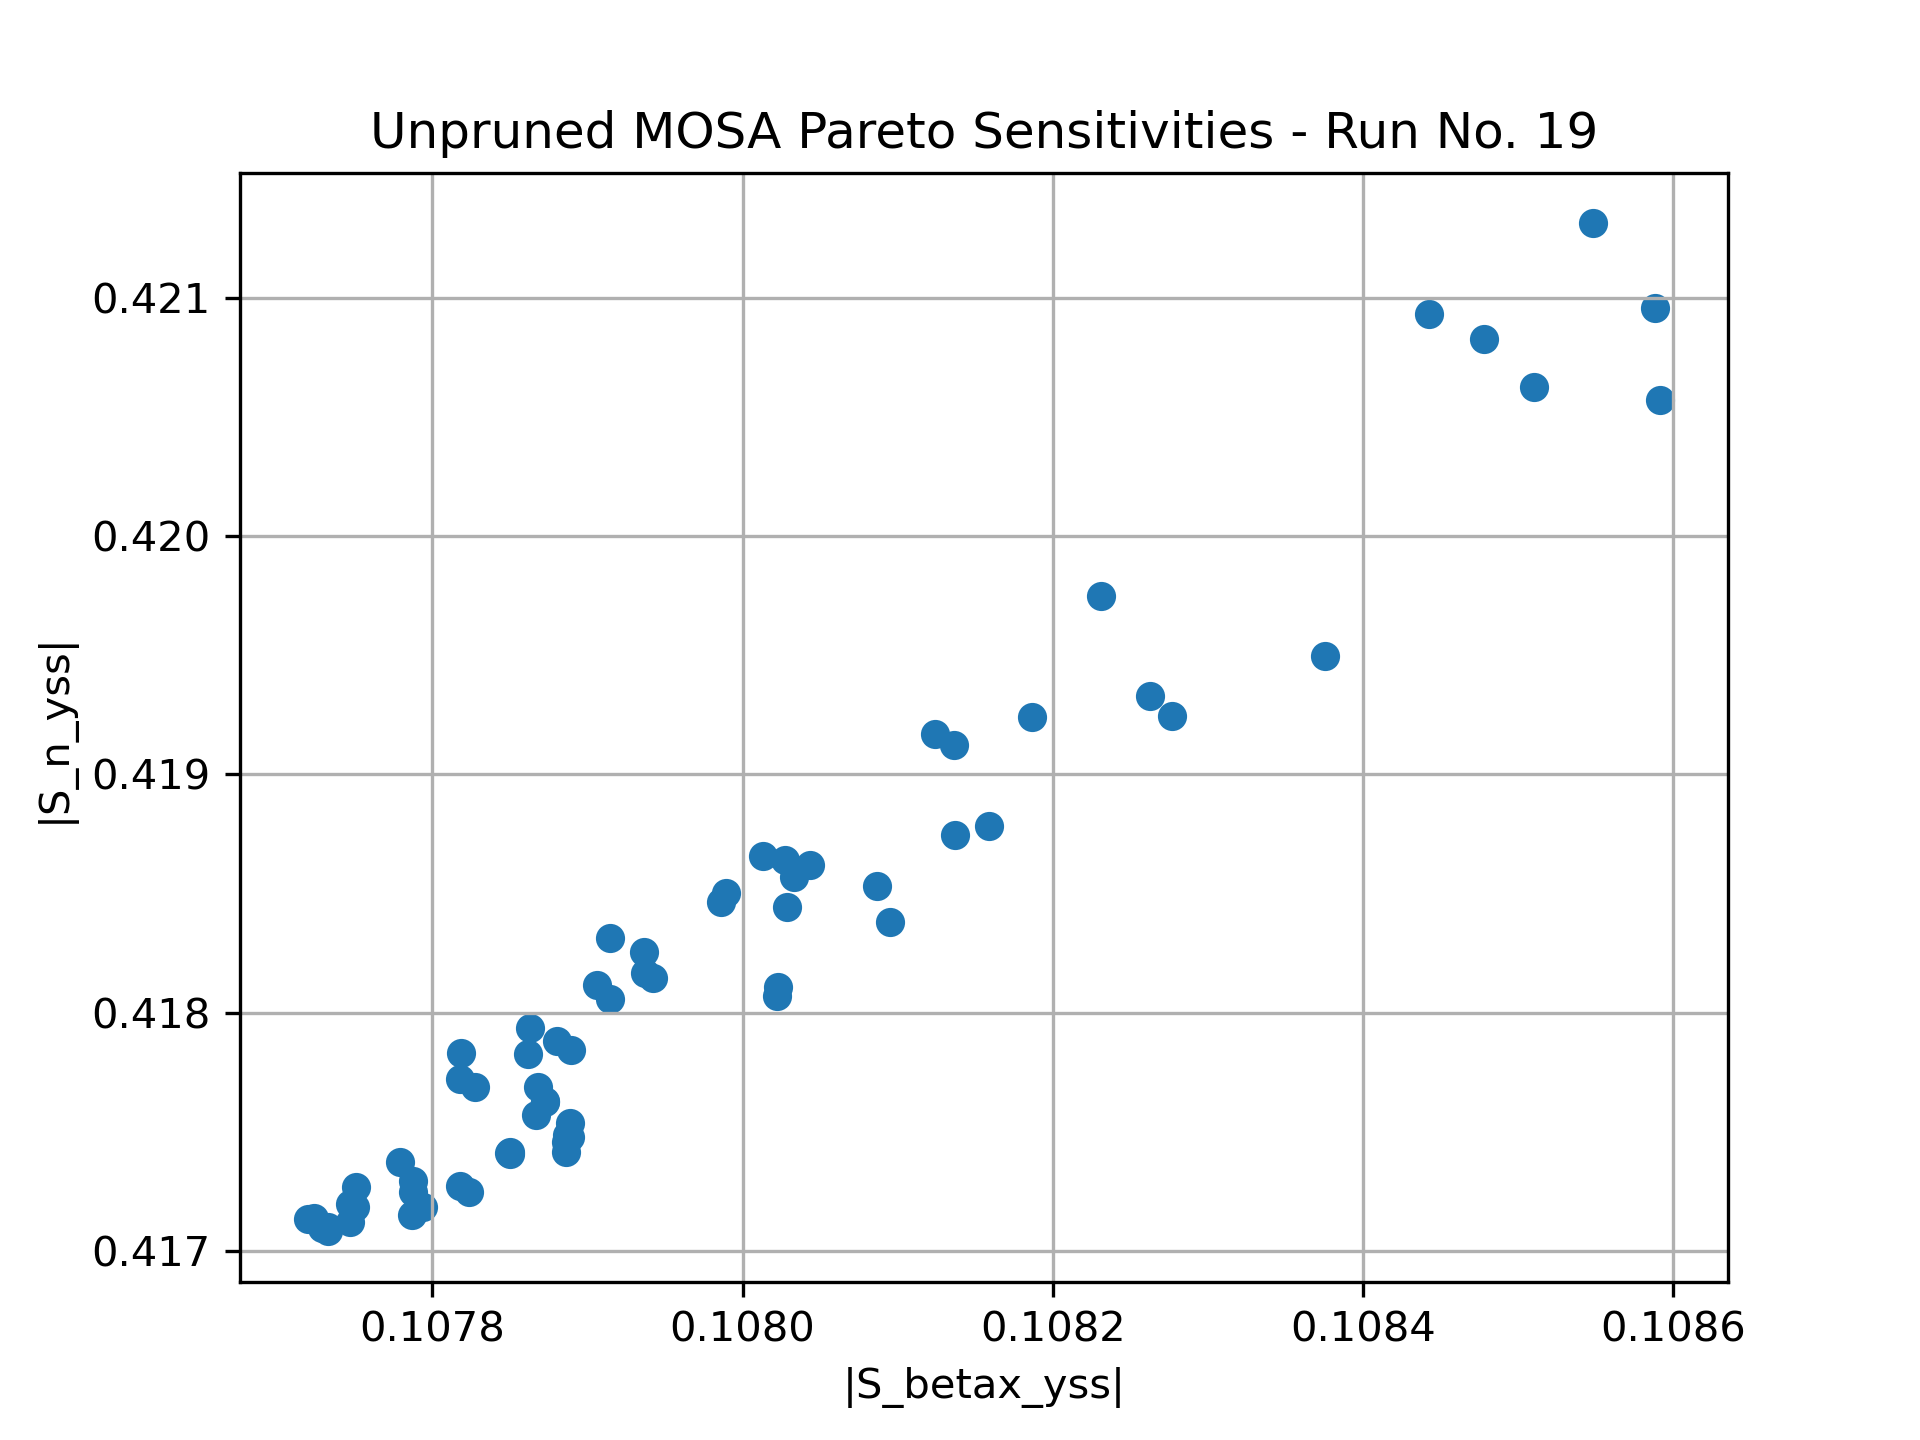 Unpruned MOSA Pareto Sensitivities - Run No. 19
|S_n_yss|
0.421
0.420
0.419
0.418
0.417
0.1078 0.1080 0.1082 0.1084 0.1086
|S_betax_yss|